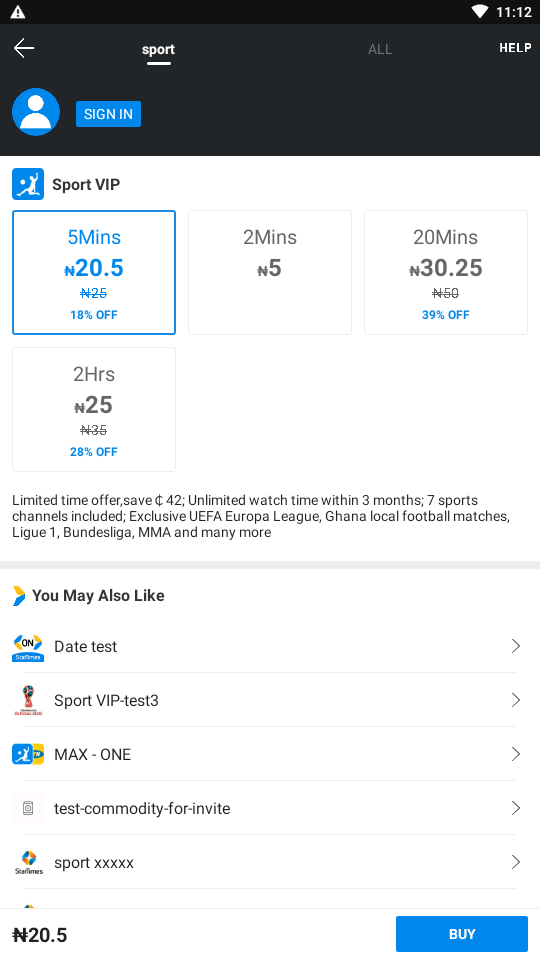 11:12
sport
ALL
HELP
SIGN IN
Sport VIP
5Mins
₦20.5
₦25
18% OFF
2Mins
₦5
20Mins
₦30.25
₦50
39% OFF
2Hrs
₦25
₦35
28% OFF
Limited time offer,save ₵ 42; Unlimited watch time within 3 months; 7 sports
channels included; Exclusive UEFA Europa League, Ghana local football matches,
Ligue 1, Bundesliga, MMA and many more
You May Also Like
ON
StarTimes
Date test
Sport VIP-test3
MAX - ONE
test-commodity-for-invite
StarTimes
sport xxxxx
₦20.5
BUY